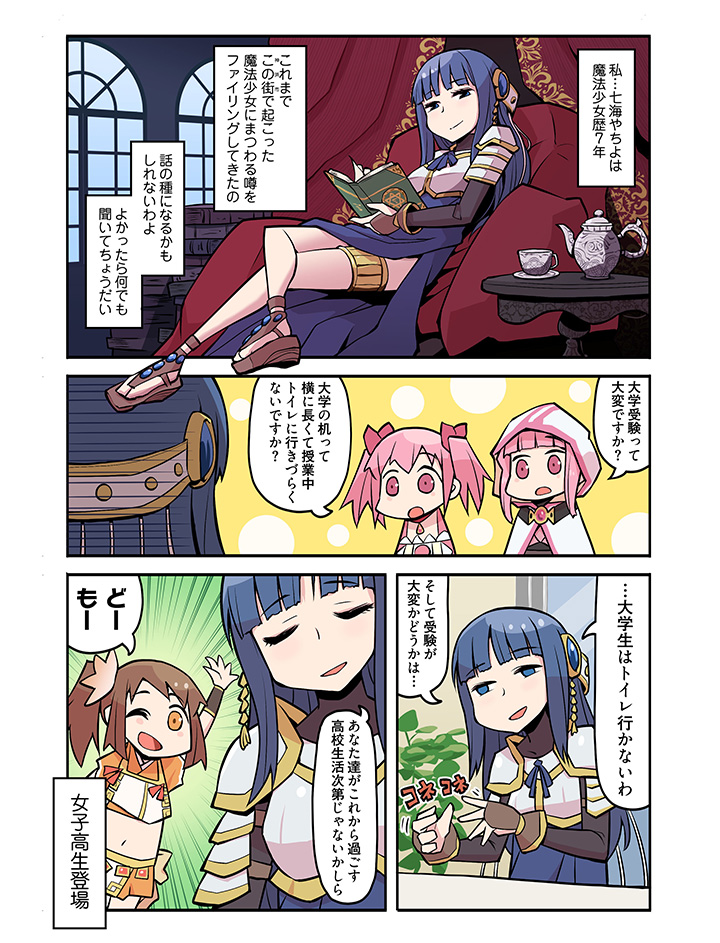 私…七海やちよは
魔法少女歴７年
これまで
この街で起こった
魔法少女にまつわる噂を
ファイリングしてきたの
話の種になるかも
しれないわよ
よかったら何でも
聞いてちょうだい
大学受験って
大変ですか？
大学の机って
横に長くて授業中
トイレに行きづらく
ないですか？
…大学生はトイレ行かないわ
そして受験が
大変かどうかは…
コネコネ
あなた達がこれから過ごす
高校生活次第じゃないかしら
どー
もー
女子高生登場